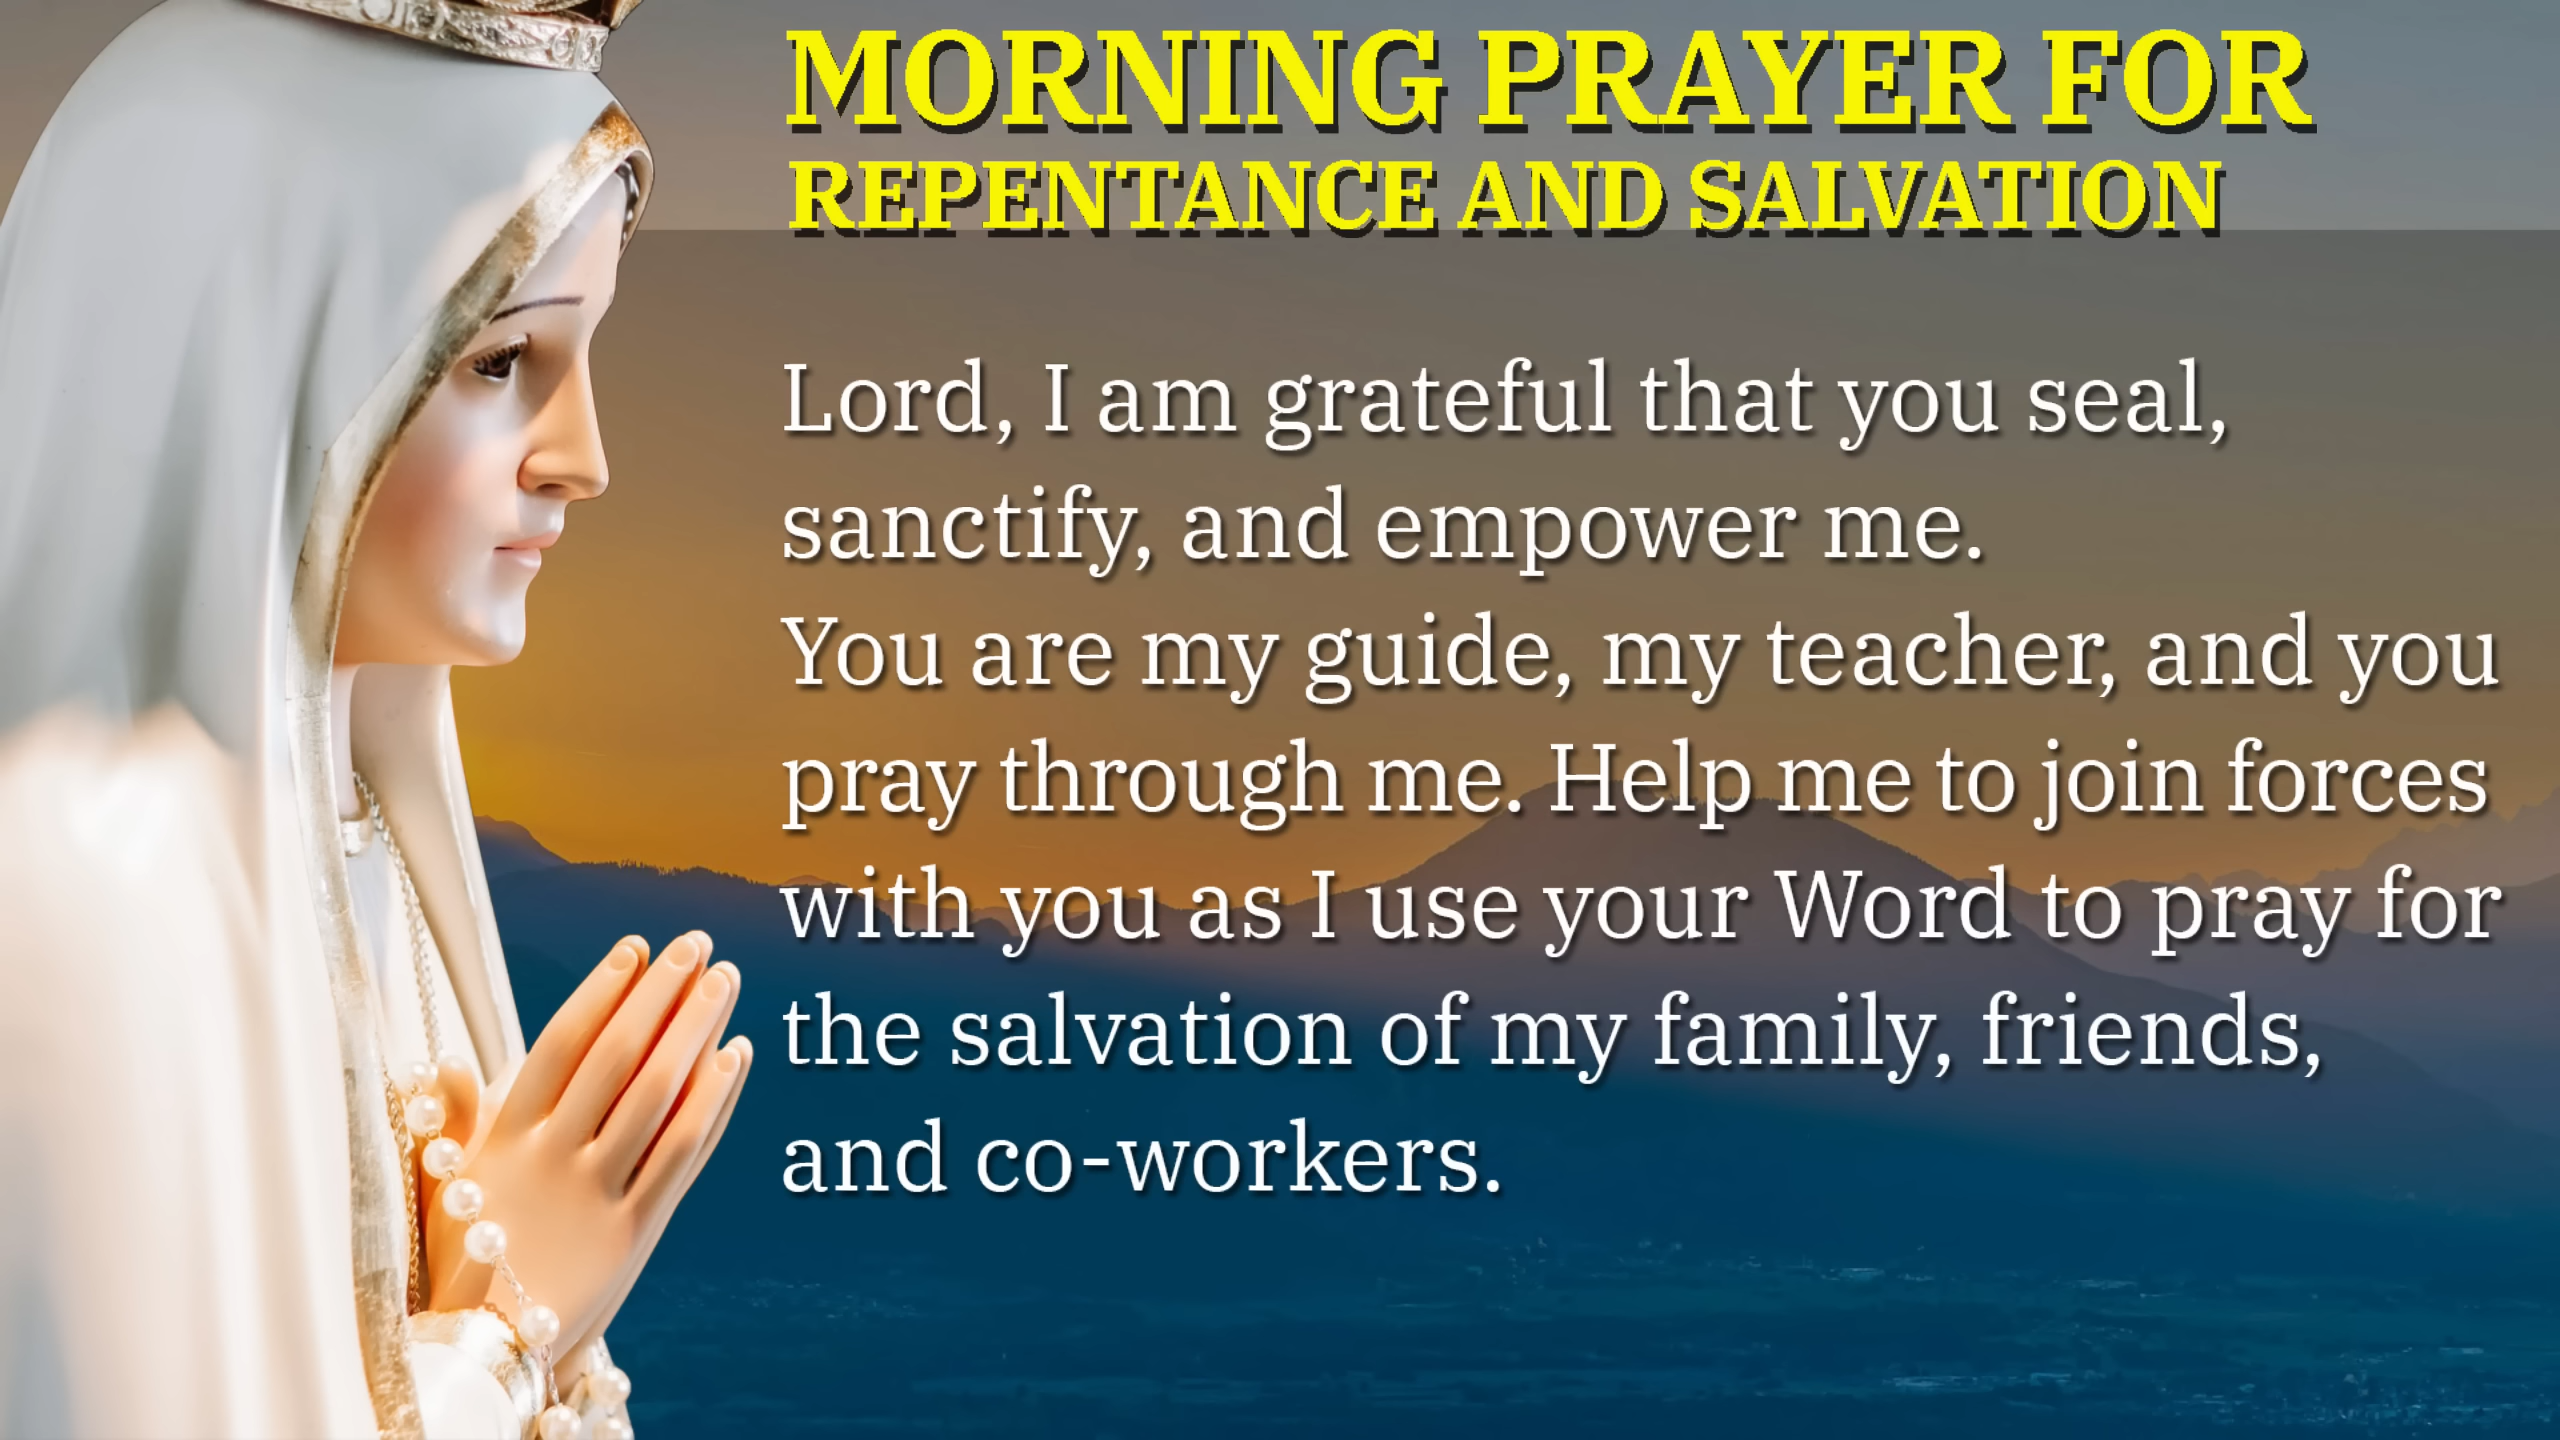 MORNING PRAYER FOR
REPENTANCE AND SALVATION
Lord, I am grateful that you seal,
sanctify, and empower me.
You are my guide, my teacher, and you
pray through me. Help me to join forces
with you as I use your Word to pray for
the salvation of my family, friends,
and co-workers.